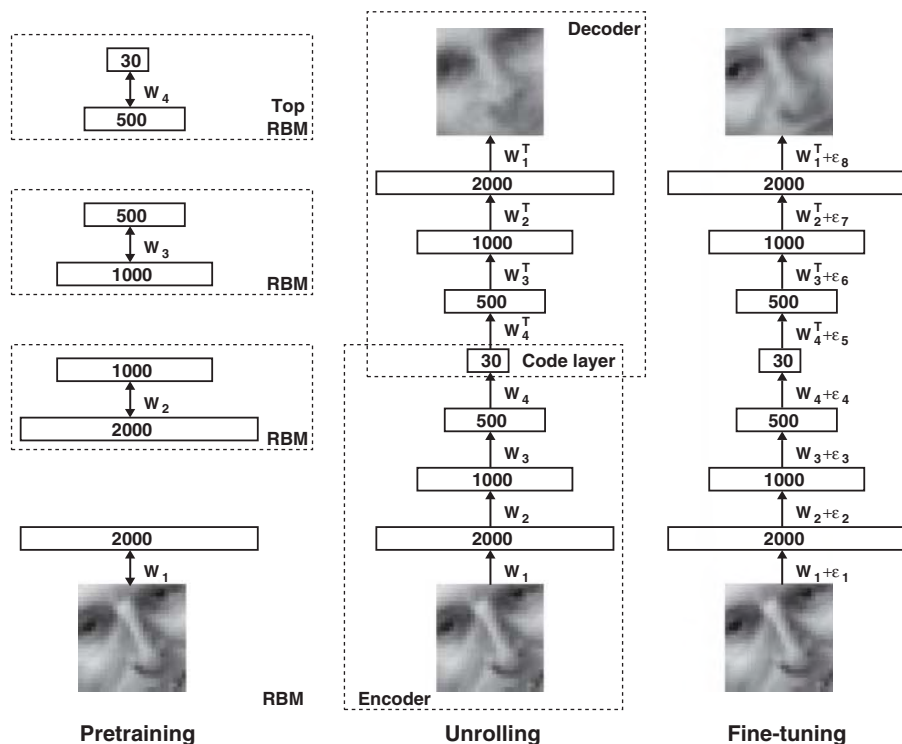 30
W4
500
Top
RBM
500
W3
1000
RBM
1000
W2
2000
RBM
2000
W1
RBM
Pretraining
Decoder
W1T
2000
W2T
1000
W3T
500
W4T
30
Code layer
W4
500
W3
1000
W2
2000
W1
Encoder
Unrolling
W1T+ε8
2000
W2T+ε7
1000
W3T+ε6
500
W4T+ε5
30
W4+ε4
500
W3+ε3
1000
W2+ε2
2000
W1+ε1
Fine-tuning